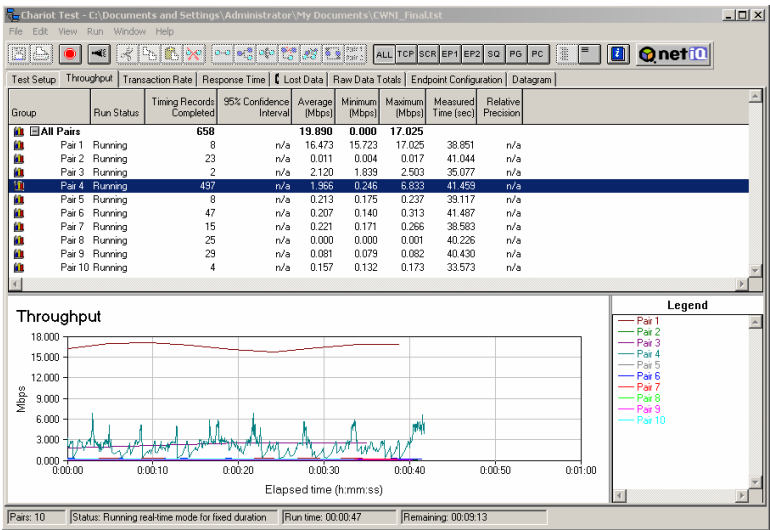 Chariot Test - C:\Documents and Settings\Administrator\My Documents\CWNI_Final.tst
File Edit View Run Window Help
ALL TCP SCR EP1 EP2 SQ PG PC netiQ
Test Setup Throughput Transaction Rate Response Time Lost Data Raw Data Totals Endpoint Configuration Datagram
Group Run Status Timing Records Completed 95% Confidence Interval Average (Mbps) Minimum (Mbps) Maximum (Mbps) Measured Time (sec) Relative Precision
All Pairs 658 19.890 0.000 17.025
Pair 1 Running 8 n/a 16.473 15.723 17.025 38.851 n/a
Pair 2 Running 23 n/a 0.011 0.004 0.017 41.044 n/a
Pair 3 Running 2 n/a 2.120 1.839 2.503 35.077 n/a
Pair 4 Running 497 n/a 1.966 0.246 6.833 41.459 n/a
Pair 5 Running 8 n/a 0.213 0.175 0.237 39.117 n/a
Pair 6 Running 47 n/a 0.207 0.140 0.313 41.487 n/a
Pair 7 Running 15 n/a 0.221 0.171 0.266 38.583 n/a
Pair 8 Running 25 n/a 0.000 0.000 0.001 40.226 n/a
Pair 9 Running 29 n/a 0.081 0.079 0.082 40.430 n/a
Pair 10 Running 4 n/a 0.157 0.132 0.173 33.573 n/a
Throughput
Mbps
18.000
15.000
12.000
9.000
6.000
3.000
0.000
0:00:00 0:00:10 0:00:20 0:00:30 0:00:40 0:00:50 0:01:00
Elapsed time (h:mm:ss)
Legend
Pair 1
Pair 2
Pair 3
Pair 4
Pair 5
Pair 6
Pair 7
Pair 8
Pair 9
Pair 10
Pairs: 10 Status: Running real-time mode for fixed duration Run time: 00:00:47 Remaining: 00:09:13